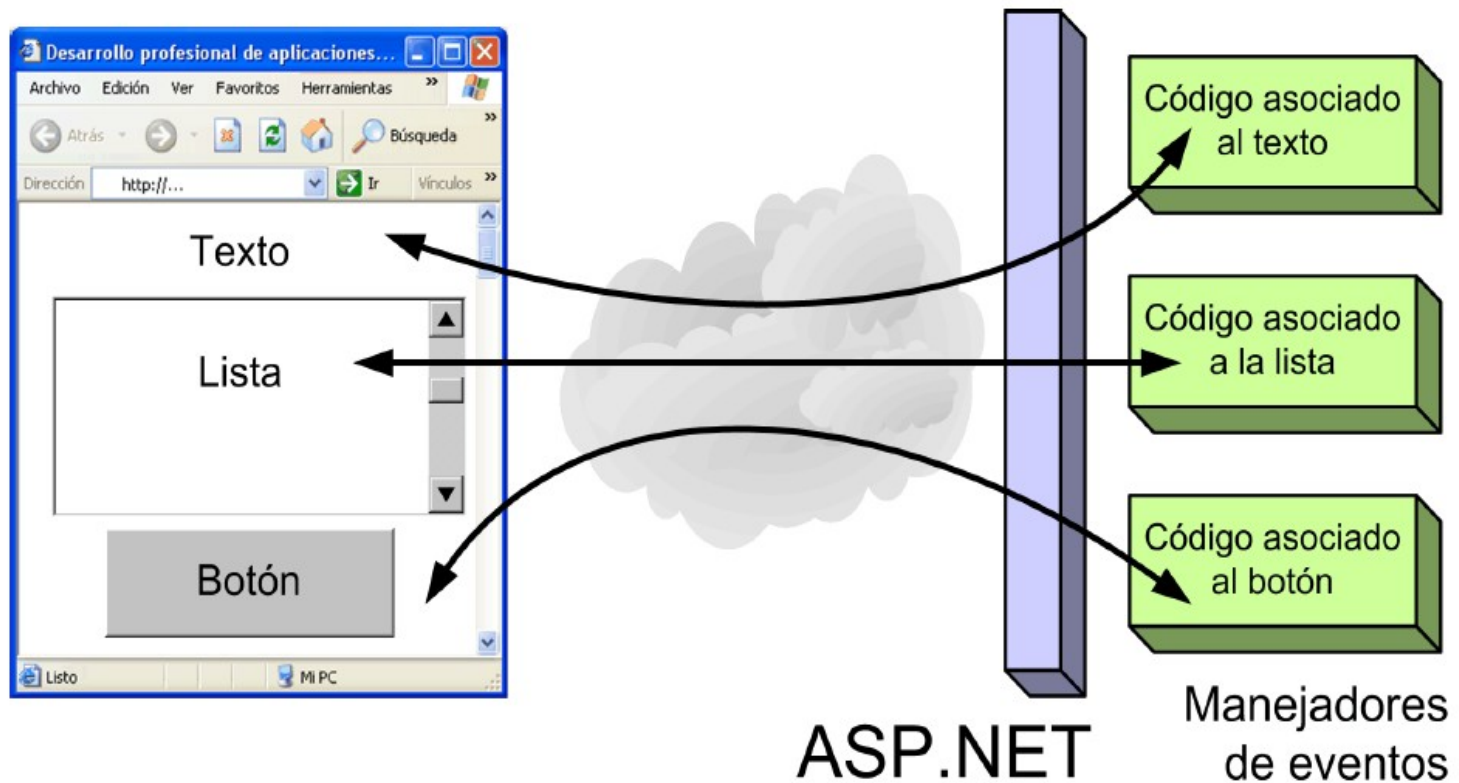 Desarrollo profesional de aplicaciones...
Archivo Edición Ver Favoritos Herramientas »
Atrás Búsqueda »
Dirección http://... Ir Vínculos »
Texto
Lista
Botón
Listo Mi PC
Código asociado
al texto
Código asociado
a la lista
Código asociado
al botón
ASP.NET
Manejadores
de eventos